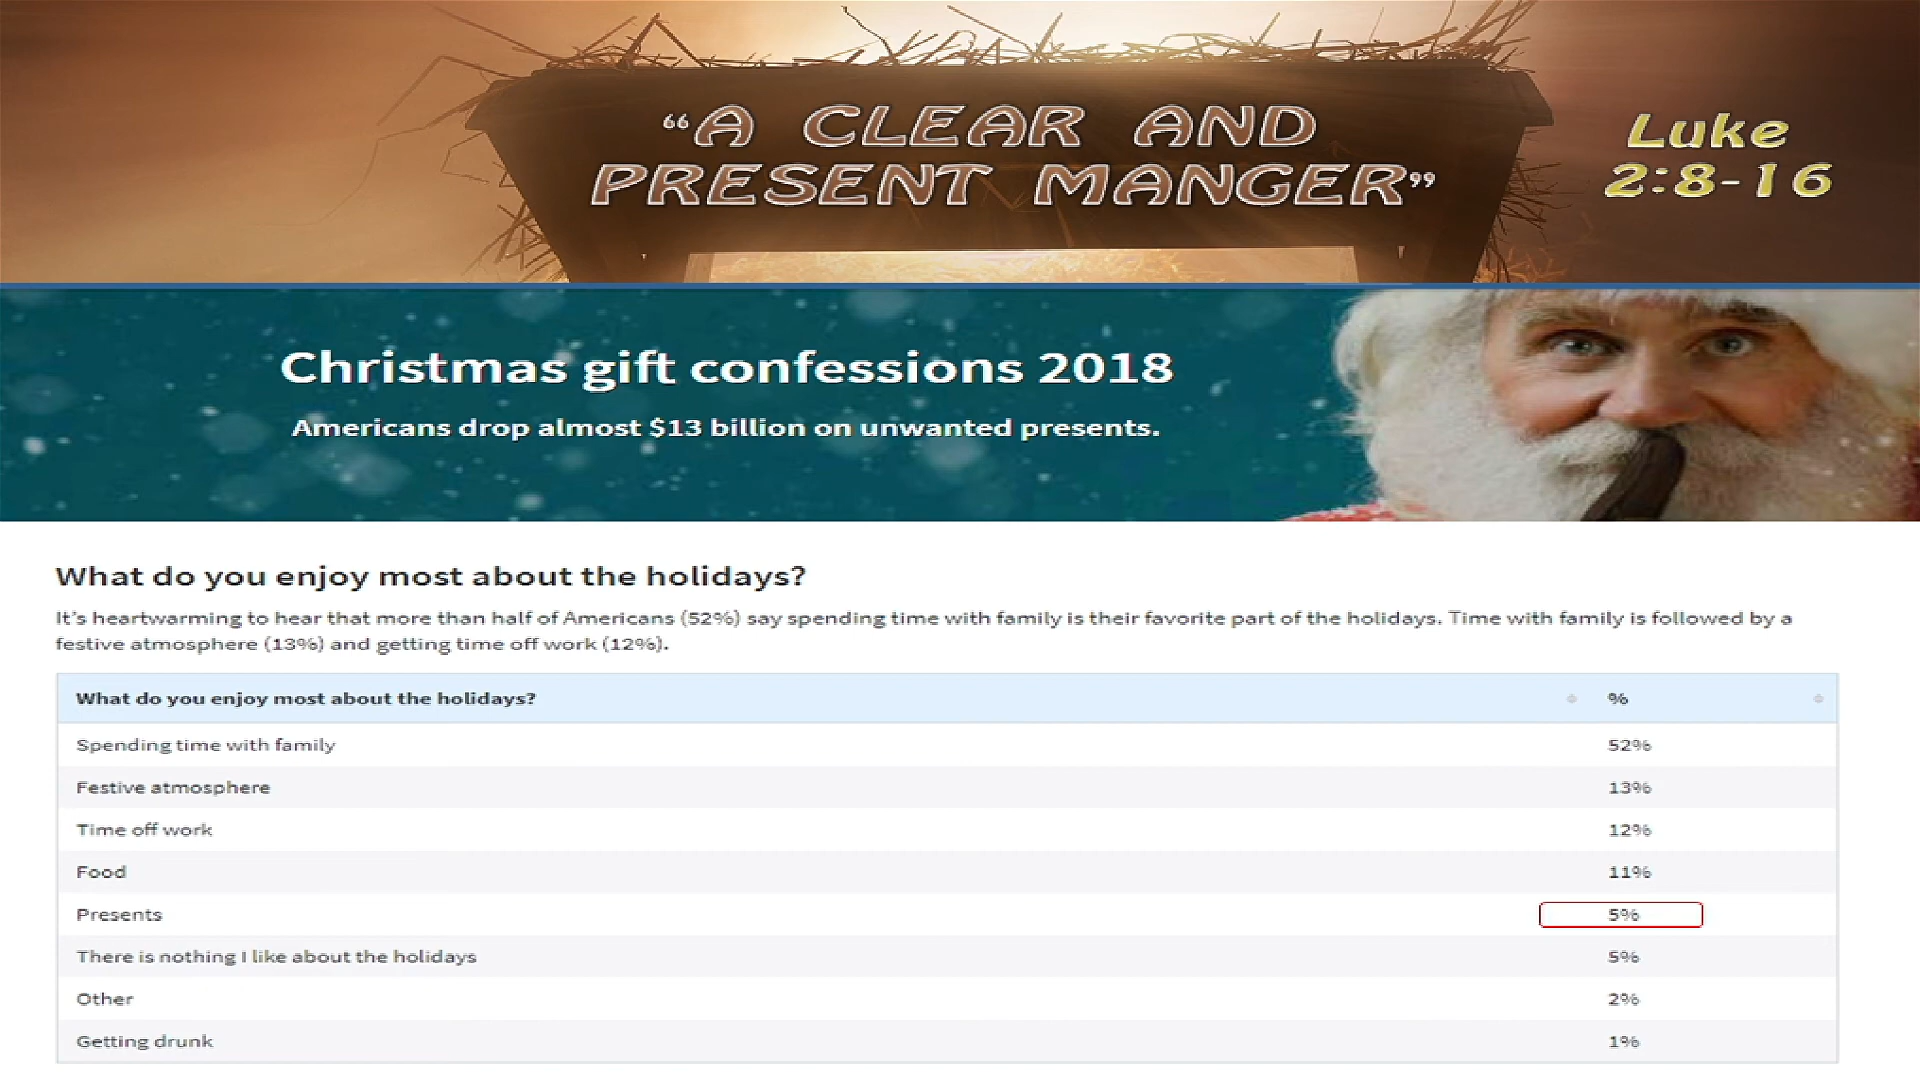 “A CLEAR AND
PRESENT MANGER”
Luke
2:8-16
Christmas gift confessions 2018
Americans drop almost $13 billion on unwanted presents.
What do you enjoy most about the holidays?
It’s heartwarming to hear that more than half of Americans (52%) say spending time with family is their favorite part of the holidays. Time with family is followed by a
festive atmosphere (13%) and getting time off work (12%).
What do you enjoy most about the holidays? %
Spending time with family 52%
Festive atmosphere 13%
Time off work 12%
Food 11%
Presents 5%
There is nothing I like about the holidays 5%
Other 2%
Getting drunk 1%